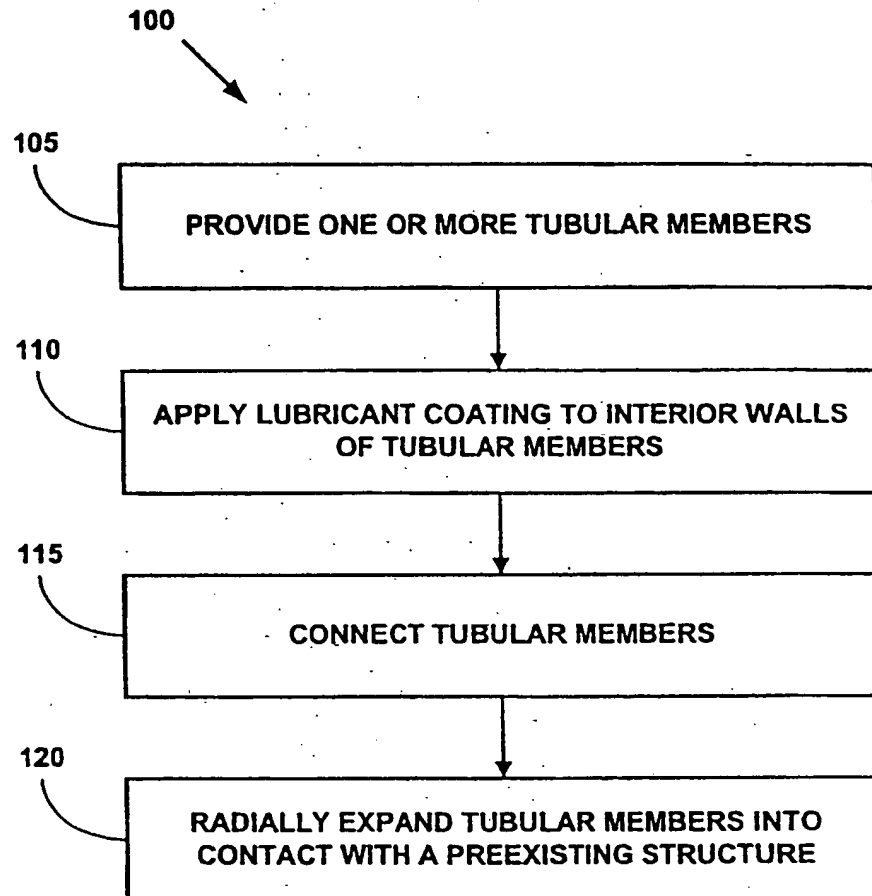 100
105
PROVIDE ONE OR MORE TUBULAR MEMBERS
110
APPLY LUBRICANT COATING TO INTERIOR WALLS
OF TUBULAR MEMBERS
115
CONNECT TUBULAR MEMBERS
120
RADIALLY EXPAND TUBULAR MEMBERS INTO
CONTACT WITH A PREEXISTING STRUCTURE